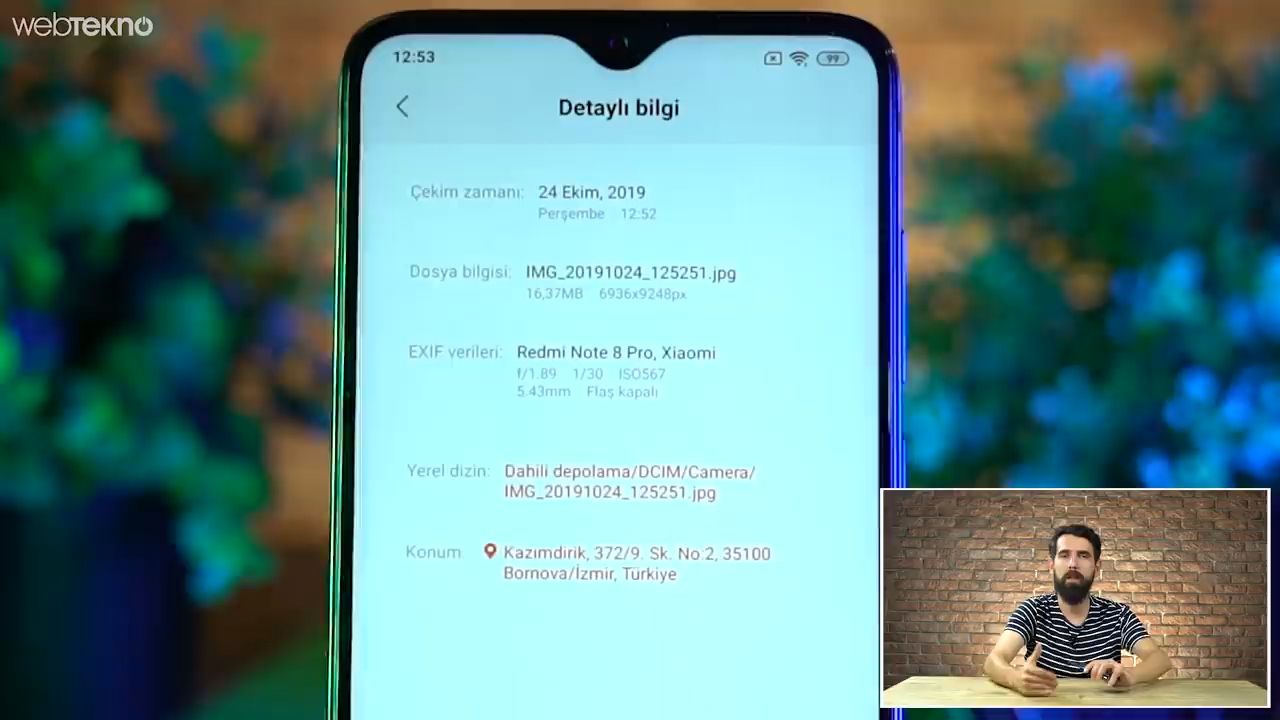 webtekno
12:53
99
Detaylı bilgi
Çekim zamanı: 24 Ekim, 2019
Perşembe 12:52
Dosya bilgisi: IMG_20191024_125251.jpg
16,37MB 6936x9248px
EXIF verileri: Redmi Note 8 Pro, Xiaomi
f/1.89 1/30 ISO567
5.43mm Flaş kapalı
Yerel dizin: Dahili depolama/DCIM/Camera/
IMG_20191024_125251.jpg
Konum Kazımdirik, 372/9. Sk. No:2, 35100
Bornova/İzmir, Türkiye